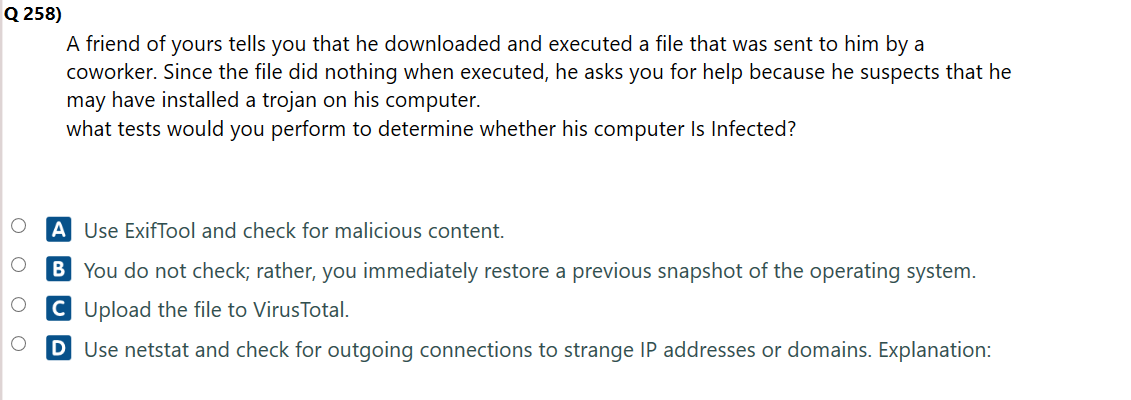 Q 258)
A friend of yours tells you that he downloaded and executed a file that was sent to him by a
coworker. Since the file did nothing when executed, he asks you for help because he suspects that he
may have installed a trojan on his computer.
what tests would you perform to determine whether his computer Is Infected?
A Use ExifTool and check for malicious content.
B You do not check; rather, you immediately restore a previous snapshot of the operating system.
C Upload the file to VirusTotal.
D Use netstat and check for outgoing connections to strange IP addresses or domains. Explanation: